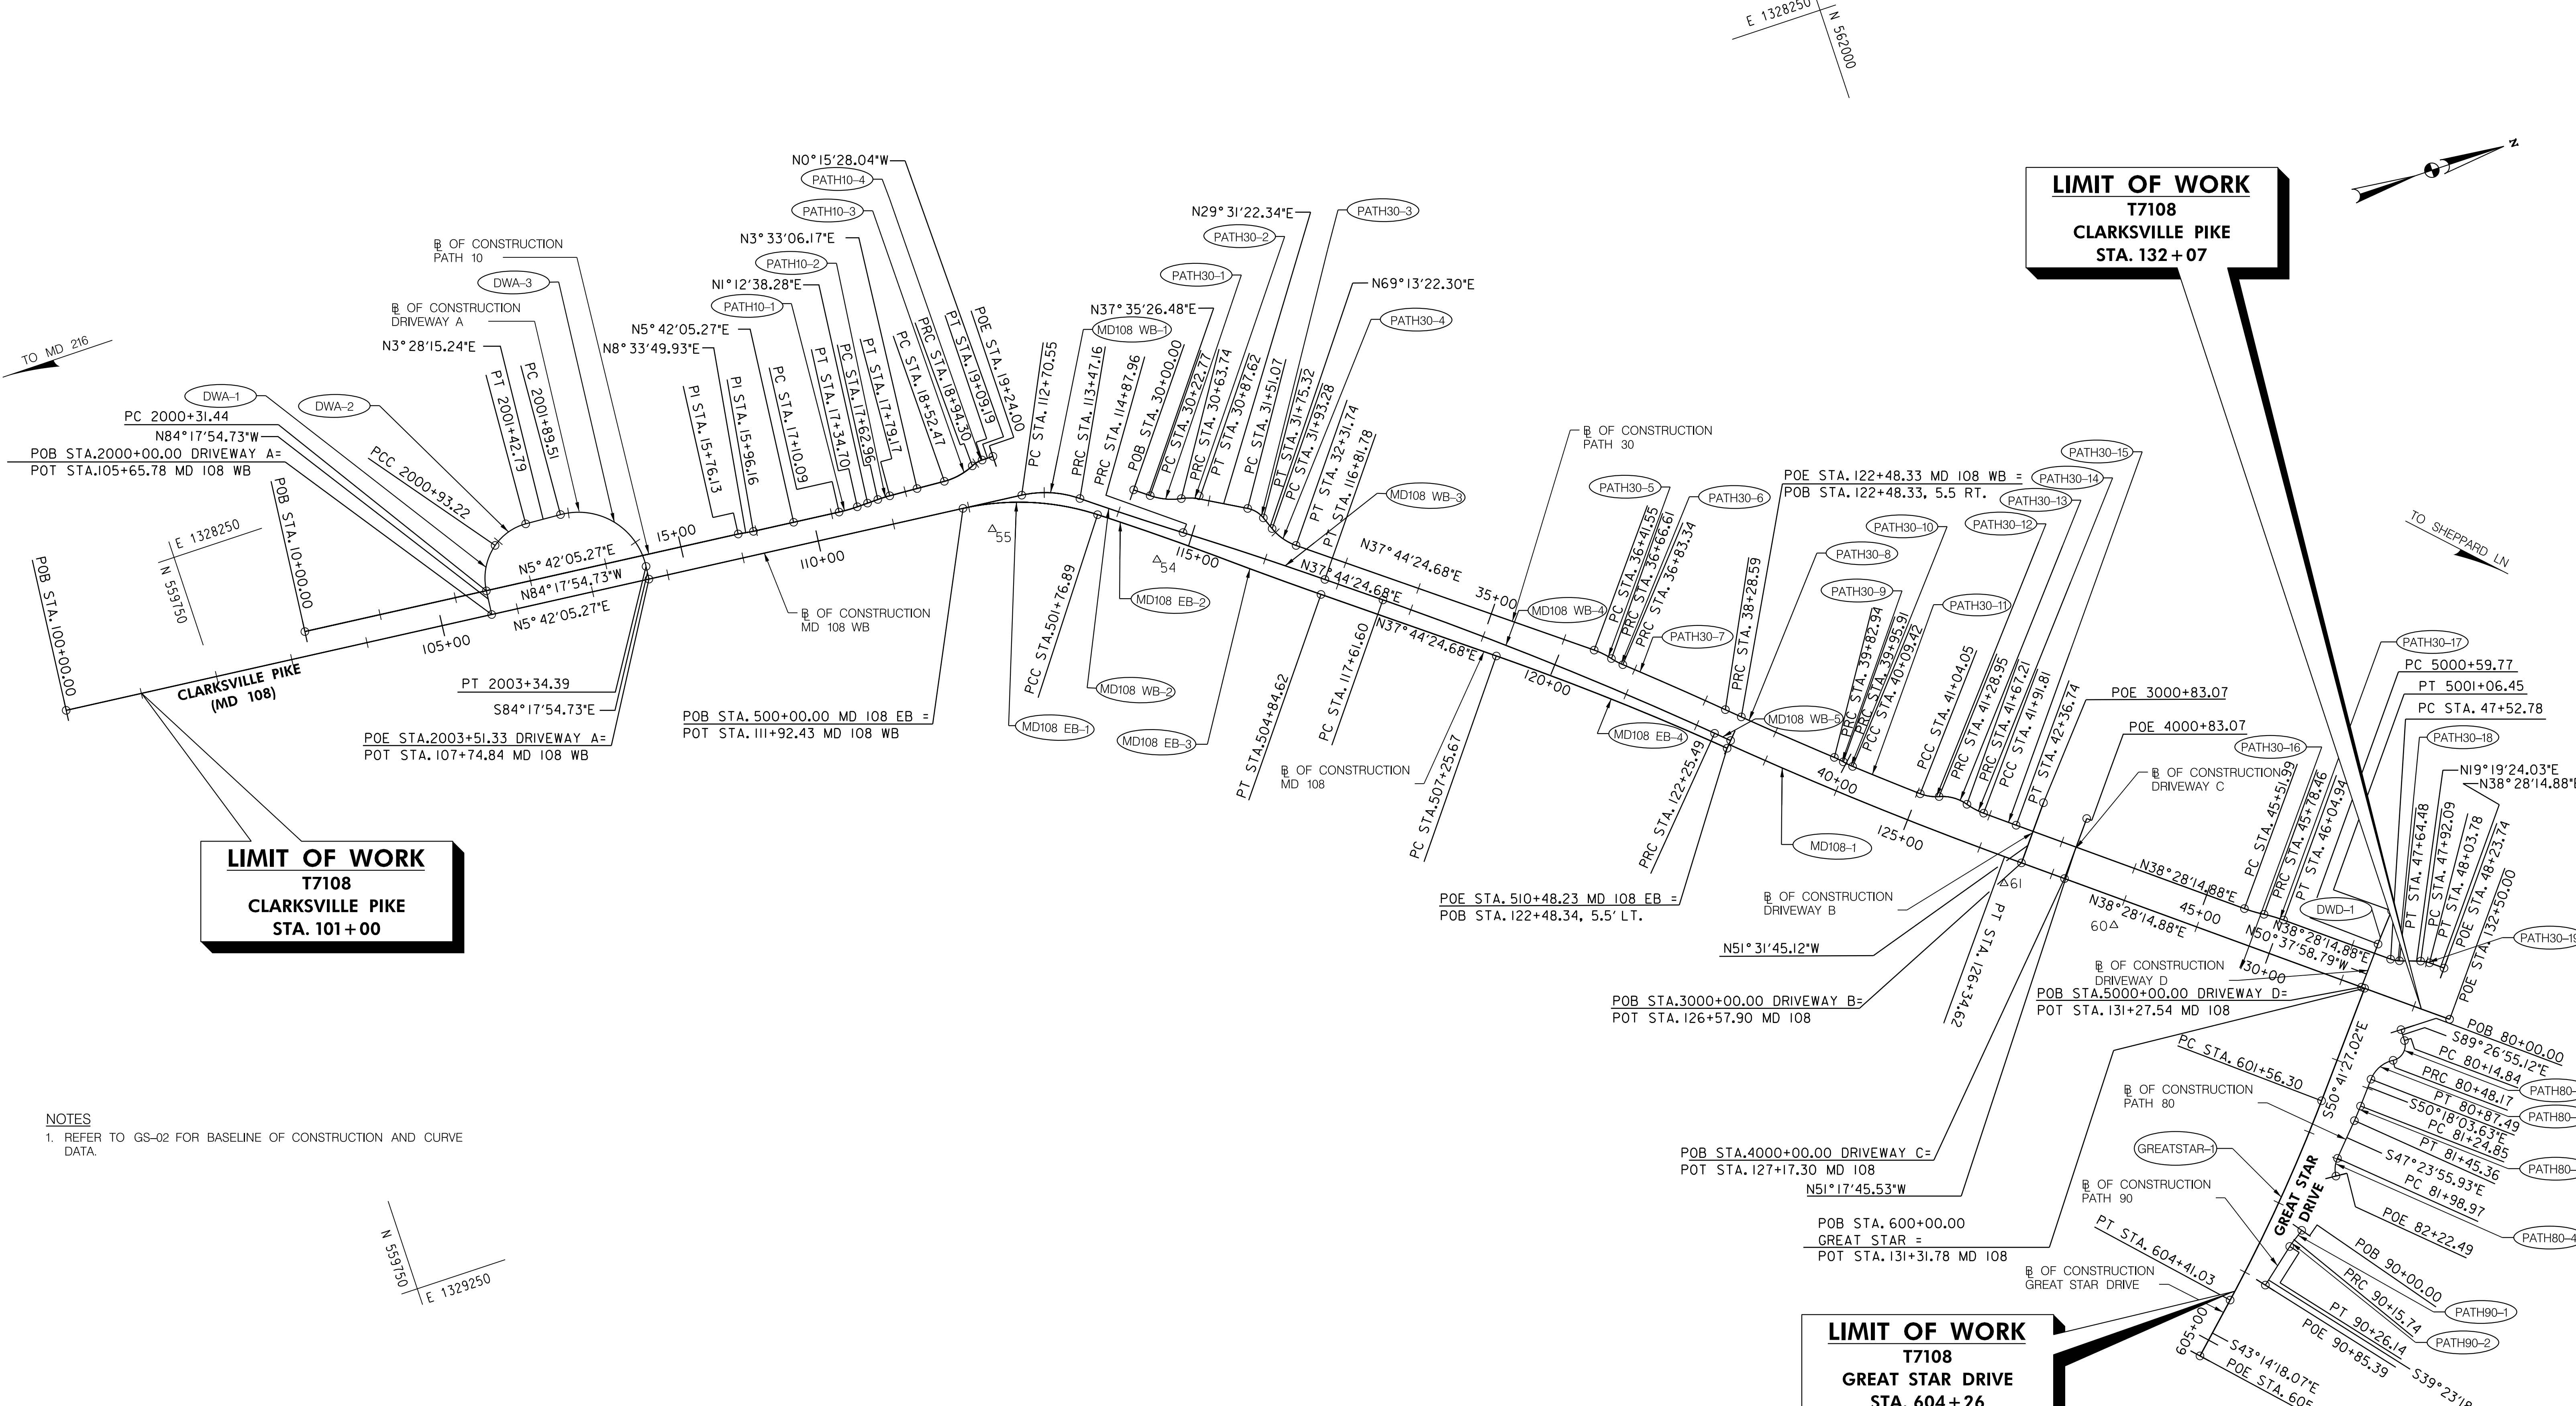 E 1328250
N 562000
N
LIMIT OF WORK
T7108
CLARKSVILLE PIKE
STA. 132+07
TO MD 216
TO SHEPPARD LN
℄ OF CONSTRUCTION
PATH 10
DWA-3
℄ OF CONSTRUCTION
DRIVEWAY A
N3°28'15.24"E
DWA-1
DWA-2
PC 2000+31.44
N84°17'54.73"W
POB STA.2000+00.00 DRIVEWAY A=
POT STA.105+65.78 MD 108 WB
PCC 2000+93.22
PT 2001+42.79
PC 2001+89.51
POB STA. 100+00.00
POB STA. 10+00.00
E 1328250
N 559750
N5°42'05.27"E
N84°17'54.73"W
N5°42'05.27"E
105+00
CLARKSVILLE PIKE
(MD 108)
PT 2003+34.39
S84°17'54.73"E
POE STA.2003+51.33 DRIVEWAY A=
POT STA.107+74.84 MD 108 WB
LIMIT OF WORK
T7108
CLARKSVILLE PIKE
STA. 101+00
NOTES
1. REFER TO GS-02 FOR BASELINE OF CONSTRUCTION AND CURVE
DATA.
N 559750
E 1329250
N0°15'28.04"W
PATH10-4
PATH10-3
N3°33'06.17"E
PATH10-2
N1°12'38.28"E
PATH10-1
N5°42'05.27"E
N8°33'49.93"E
PI STA. 15+76.13
PI STA. 15+96.16
PC STA. 17+10.09
PT STA. 17+34.70
PC STA. 17+62.96
PT STA. 17+79.17
PC STA. 18+52.47
PRC STA. 18+94.30
PT STA. 19+09.19
POE STA. 19+24.00
15+00
110+00
℄ OF CONSTRUCTION
MD 108 WB
POB STA. 500+00.00 MD 108 EB =
POT STA. 111+92.43 MD 108 WB
55
54
PC STA. 112+70.55
MD108 WB-1
PRC STA. 113+47.16
PRC STA. 114+87.96
POB STA. 30+00.00
PC STA. 30+22.77
PRC STA. 30+63.74
PT STA. 30+87.62
PC STA. 31+51.07
PT STA. 31+75.32
PC STA. 31+93.28
PT STA. 32+31.74
PT STA. 116+81.78
N37°35'26.48"E
PATH30-1
PATH30-2
N29°31'22.34"E
PATH30-3
N69°13'22.30"E
PATH30-4
MD108 WB-3
115+00
MD108 EB-2
MD108 WB-2
MD108 EB-1
MD108 EB-3
PCC STA.501+76.89
PT STA.504+84.62
PC STA. 117+61.60
PC STA.507+25.67
℄ OF CONSTRUCTION
PATH 30
N37°44'24.68"E
N37°44'24.68"E
N37°44'24.68"E
35+00
MD108 WB-4
120+00
℄ OF CONSTRUCTION
MD 108
MD108 EB-4
PATH30-5
PC STA. 36+41.55
PRC STA. 36+66.61
PRC STA. 36+83.34
PATH30-6
PATH30-7
PRC STA. 38+28.59
POE STA. 122+48.33 MD 108 WB =
POB STA. 122+48.33, 5.5 RT.
PATH30-8
PATH30-9
PATH30-10
PATH30-11
PATH30-12
PATH30-13
PATH30-14
PATH30-15
MD108 WB-5
PRC STA. 39+82.94
PRC STA. 39+95.91
PCC STA. 40+09.42
PCC STA. 41+04.05
PRC STA. 41+28.95
PRC STA. 41+67.21
PCC STA. 41+91.81
PT STA. 42+36.74
PRC STA. 122+25.49
40+00
MD108-1
125+00
POE STA. 510+48.23 MD 108 EB =
POB STA. 122+48.34, 5.5' LT.
℄ OF CONSTRUCTION
DRIVEWAY B
N51°31'45.12"W
POB STA.3000+00.00 DRIVEWAY B=
POT STA. 126+57.90 MD 108
61
PT STA. 126+34.62
POE 3000+83.07
POE 4000+83.07
℄ OF CONSTRUCTION
DRIVEWAY C
N38°28'14.88"E
N38°28'14.88"E
N38°28'14.88"E
60
45+00
130+00
N50°37'58.79"W
PATH30-16
PATH30-17
PATH30-18
PATH30-19
PC 5000+59.77
PT 5001+06.45
PC STA. 47+52.78
N19°19'24.03"E
N38°28'14.88"E
PC STA. 45+51.99
PRC STA. 45+78.46
PT STA. 46+04.94
DWD-1
PT STA. 47+64.48
PC STA. 47+92.09
PT STA. 48+03.78
POE STA. 48+23.74
POE STA. 132+50.00
℄ OF CONSTRUCTION
DRIVEWAY D
POB STA.5000+00.00 DRIVEWAY D=
POT STA. 131+27.54 MD 108
POB STA.4000+00.00 DRIVEWAY C=
POT STA. 127+17.30 MD 108
N51°17'45.53"W
POB STA. 600+00.00
GREAT STAR =
POT STA. 131+31.78 MD 108
PC STA. 601+56.30
S50°41'27.02"E
℄ OF CONSTRUCTION
PATH 80
GREATSTAR-1
℄ OF CONSTRUCTION
PATH 90
GREAT STAR
DRIVE
PT STA. 604+41.03
℄ OF CONSTRUCTION
GREAT STAR DRIVE
POB 80+00.00
S89°26'55.12"E
PC 80+14.84
PRC 80+48.17
PT 80+87.49
S50°18'03.63"E
PC 81+24.85
PT 81+45.36
S47°23'55.93"E
PC 81+98.97
POE 82+22.49
PATH80-
PATH80-
PATH80-
PATH80-4
POB 90+00.00
PRC 90+15.74
PT 90+26.14
POE 90+85.39
PATH90-1
PATH90-2
S39°23'18
605+00
S43°14'18.07"E
POE STA. 605
LIMIT OF WORK
T7108
GREAT STAR DRIVE
STA. 604+26